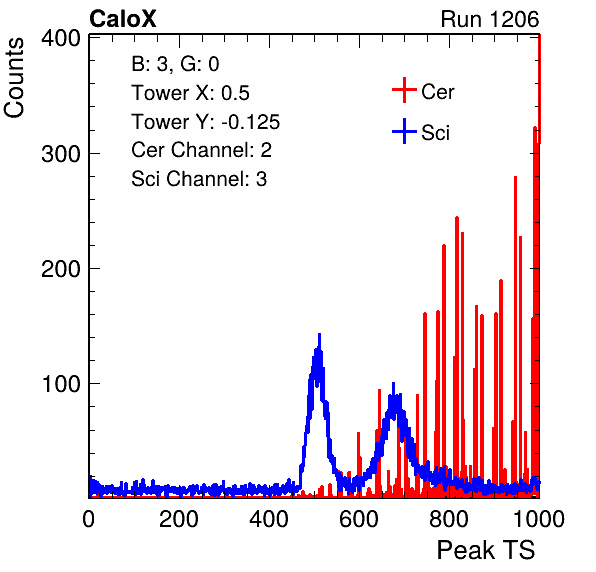 CaloX Run 1206
Counts
B: 3, G: 0
Tower X: 0.5
Tower Y: -0.125
Cer Channel: 2
Sci Channel: 3
Cer
Sci
400
300
200
100
0 200 400 600 800 1000
Peak TS